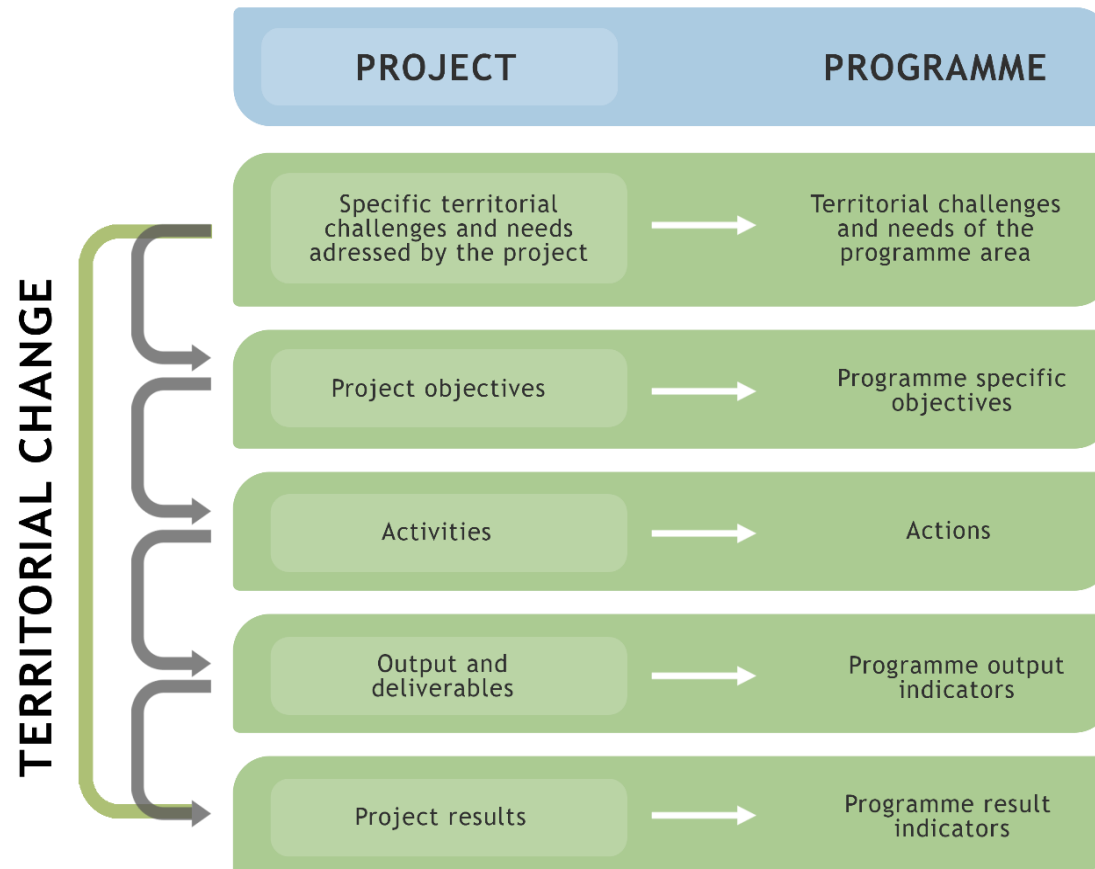 PROJECT
PROGRAMME
TERRITORIAL CHANGE
Specific territorial
challenges and needs
adressed by the project
Territorial challenges
and needs of the
programme area
Project objectives
Programme specific
objectives
Activities
Actions
Output and
deliverables
Programme output
indicators
Project results
Programme result
indicators